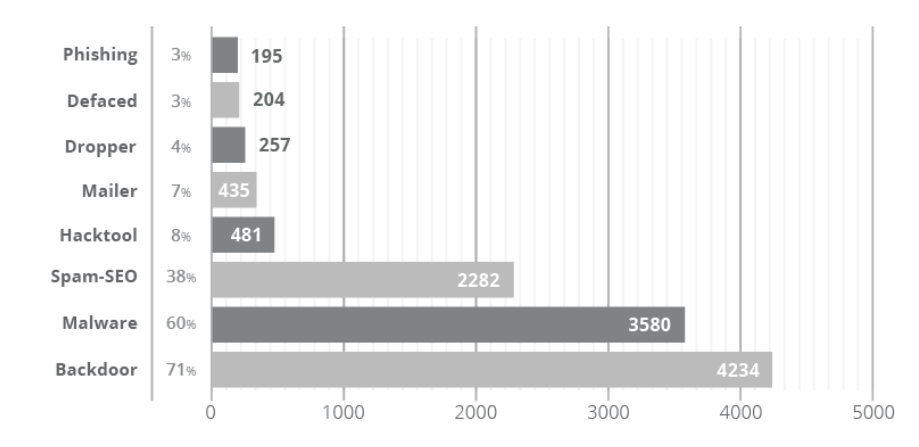 Phishing 3% 195
Defaced 3% 204
Dropper 4% 257
Mailer 7% 435
Hacktool 8% 481
Spam-SEO 38% 2282
Malware 60% 3580
Backdoor 71% 4234
0 1000 2000 3000 4000 5000